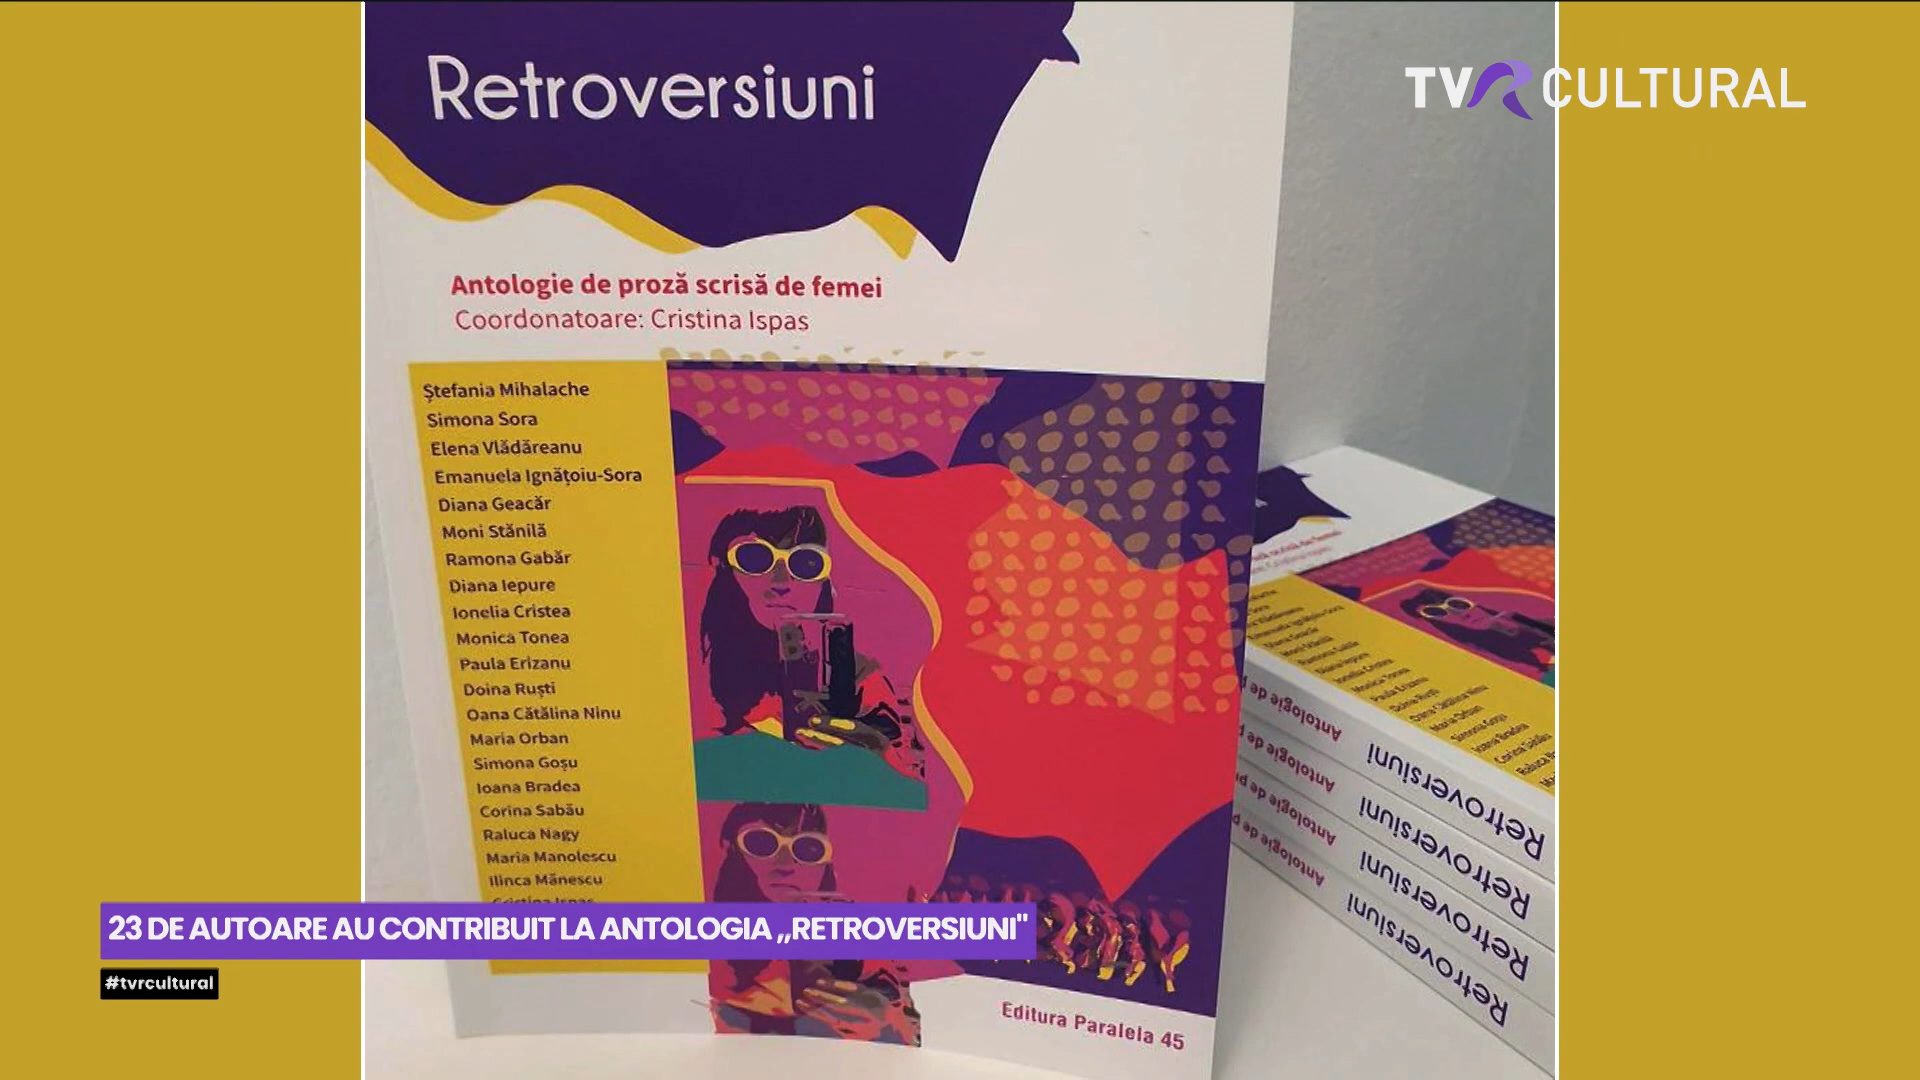 Retroversiuni
TVR CULTURAL
Antologie de proză scrisă de femei
Coordonatoare: Cristina Ispas
Ștefania Mihalache
Simona Sora
Elena Vlădăreanu
Emanuela Ignățoiu-Sora
Diana Geacăr
Moni Stănilă
Ramona Gabăr
Diana Iepure
Ionelia Cristea
Monica Tonea
Paula Erizanu
Doina Ruști
Oana Cătălina Ninu
Maria Orban
Simona Goșu
Ioana Bradea
Corina Sabău
Raluca Nagy
Maria Manolescu
Ilinca Mănescu
Cristina Ispas
23 DE AUTOARE AU CONTRIBUIT LA ANTOLOGIA ,,RETROVERSIUNI"
#tvrcultural
Editura Paralela 45
Retroversiuni
Antologie de
Retroversiuni
Antologie de
Retroversiuni
Antologie de
Retroversiuni
Antologie de